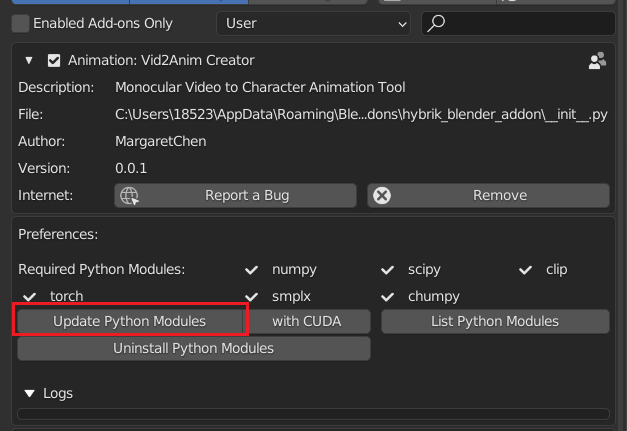 Enabled Add-ons Only User
Animation: Vid2Anim Creator
Description: Monocular Video to Character Animation Tool
File: C:\Users\18523\AppData\Roaming\Ble...dons\hybrik_blender_addon\__init__.py
Author: MargaretChen
Version: 0.0.1
Internet: Report a Bug Remove
Preferences:
Required Python Modules: numpy scipy clip
torch smplx chumpy
Update Python Modules with CUDA List Python Modules
Uninstall Python Modules
Logs